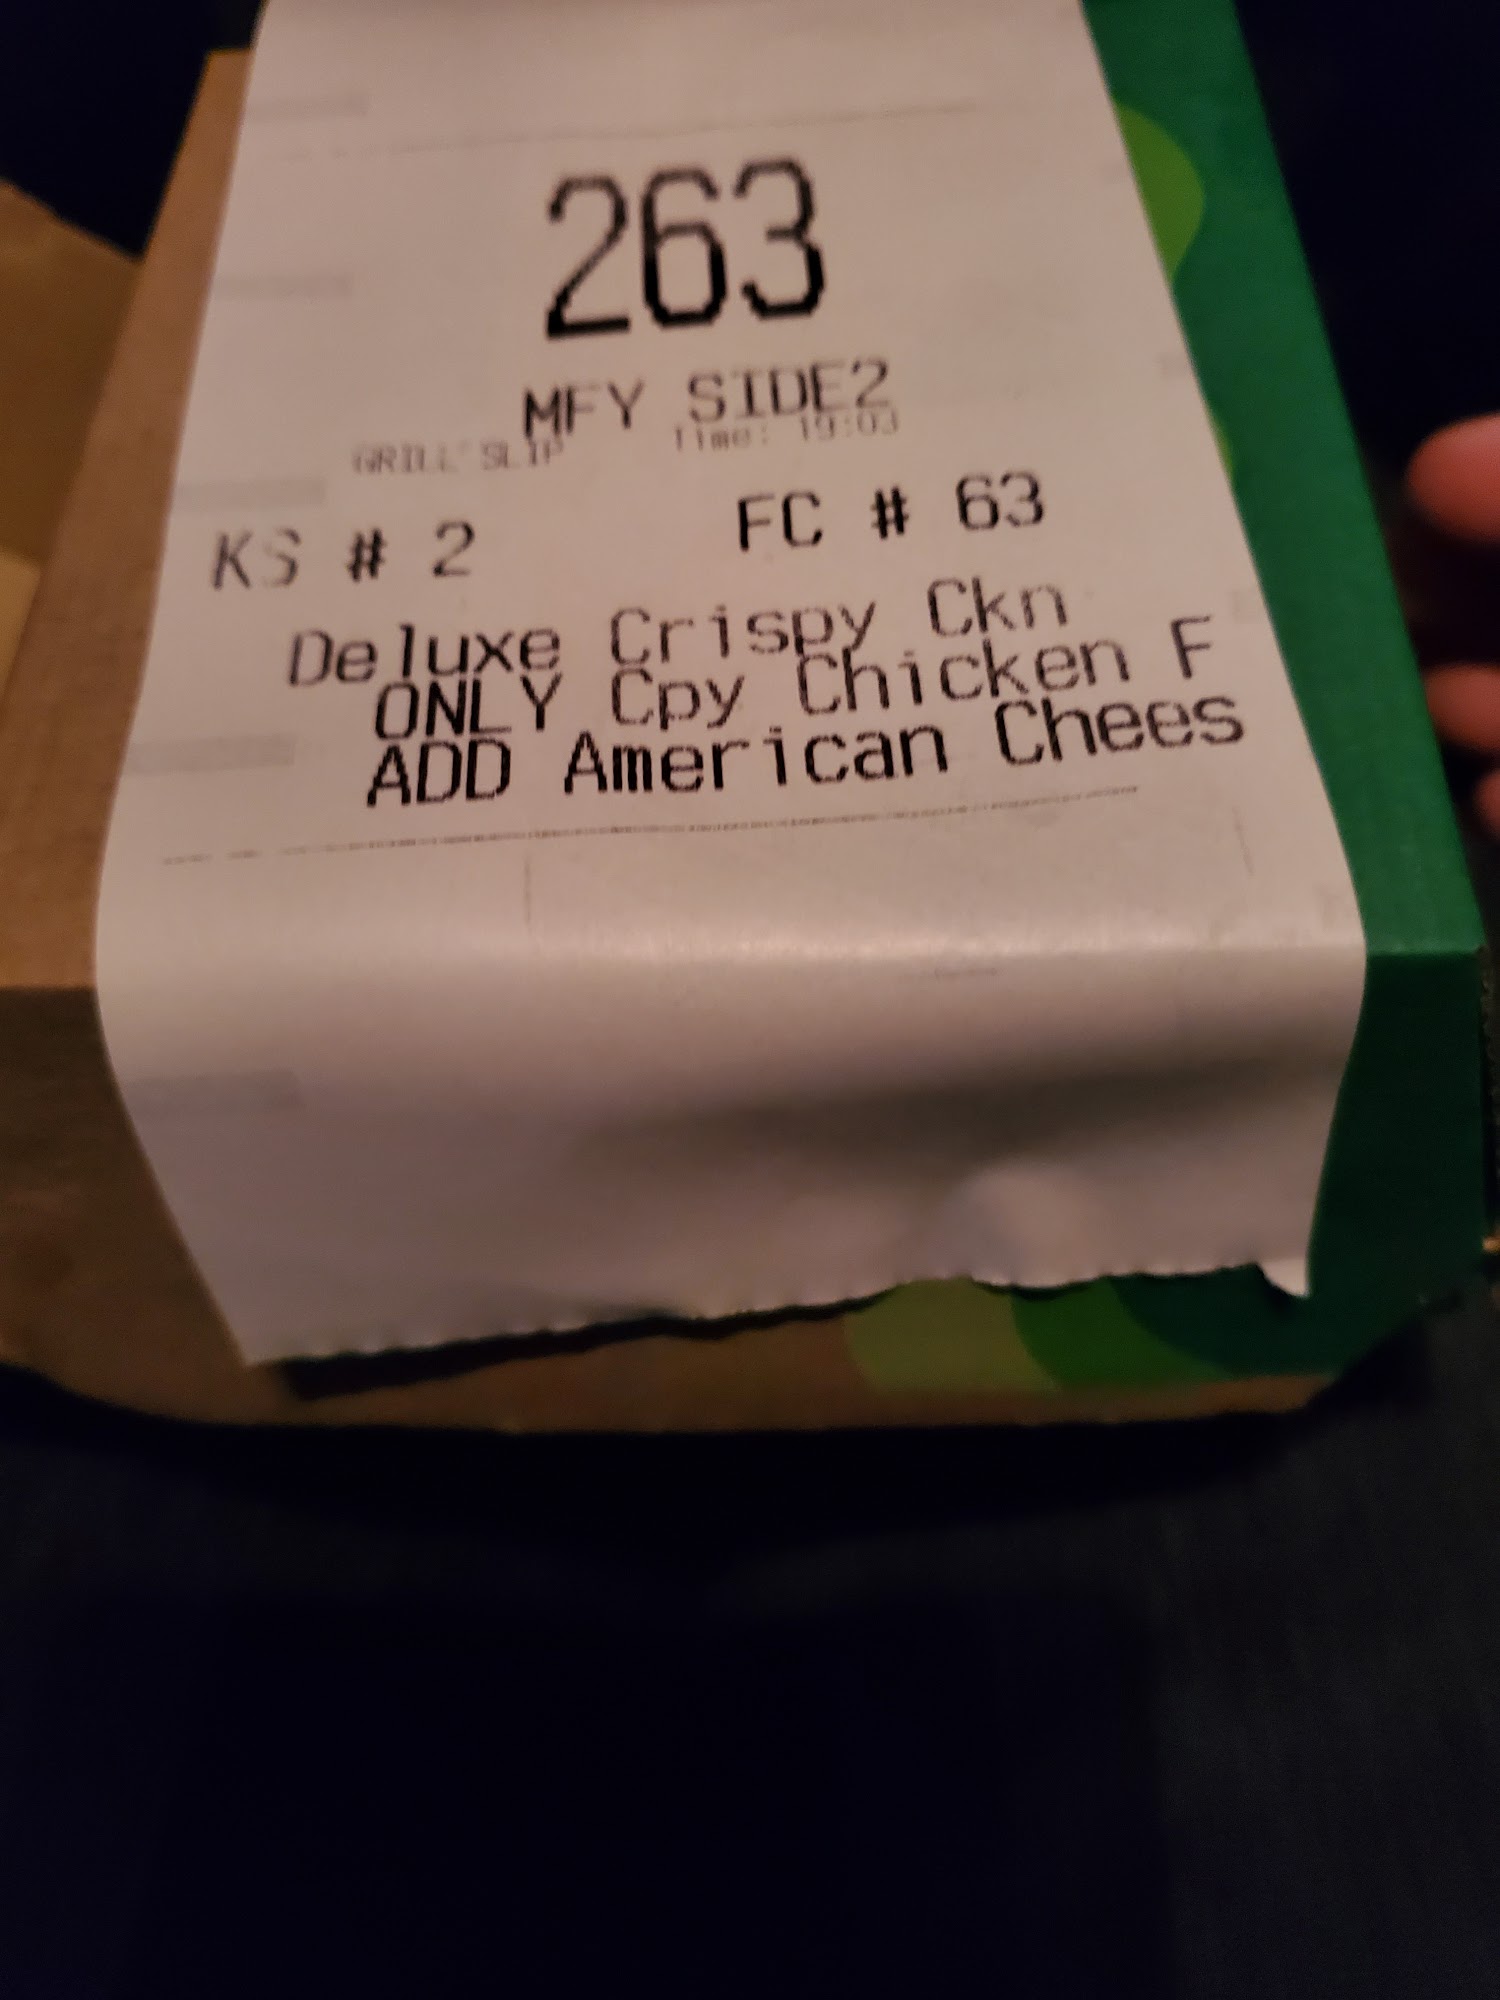 263
MFY SIDE2
GRILL SLIP Time: 19:03
KS # 2 FC # 63
Deluxe Crispy Ckn
ONLY Cpy Chicken F
ADD American Chees